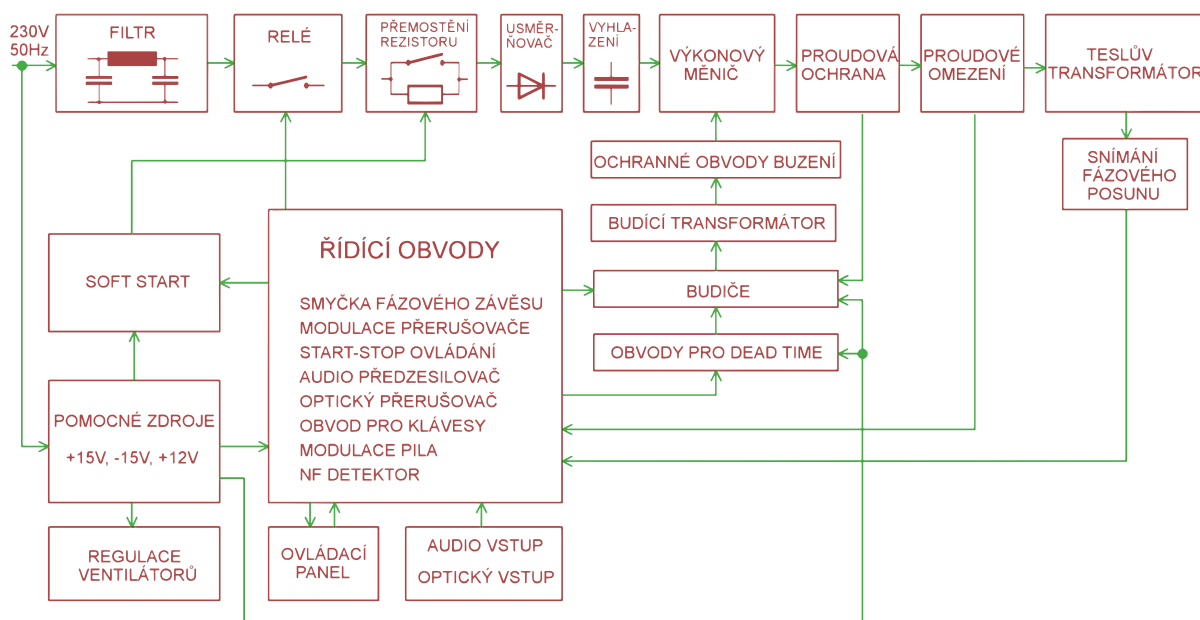 230V
50Hz
FILTR
RELÉ
PŘEMOSTĚNÍ
REZISTORU
USMĚR-
ŇOVAČ
VYHLA-
ZENÍ
VÝKONOVÝ
MĚNIČ
PROUDOVÁ
OCHRANA
PROUDOVÉ
OMEZENÍ
TESLŮV
TRANSFORMÁTOR
SNÍMÁNÍ
FÁZOVÉHO
POSUNU
OCHRANNÉ OBVODY BUZENÍ
BUDÍCÍ TRANSFORMÁTOR
BUDIČE
OBVODY PRO DEAD TIME
SOFT START
ŘÍDÍCÍ OBVODY
SMYČKA FÁZOVÉHO ZÁVĚSU
MODULACE PŘERUŠOVAČE
START-STOP OVLÁDÁNÍ
AUDIO PŘEDZESILOVAČ
OPTICKÝ PŘERUŠOVAČ
OBVOD PRO KLÁVESY
MODULACE PILA
NF DETEKTOR
POMOCNÉ ZDROJE
+15V, -15V, +12V
REGULACE
VENTILÁTORŮ
OVLÁDACÍ
PANEL
AUDIO VSTUP
OPTICKÝ VSTUP